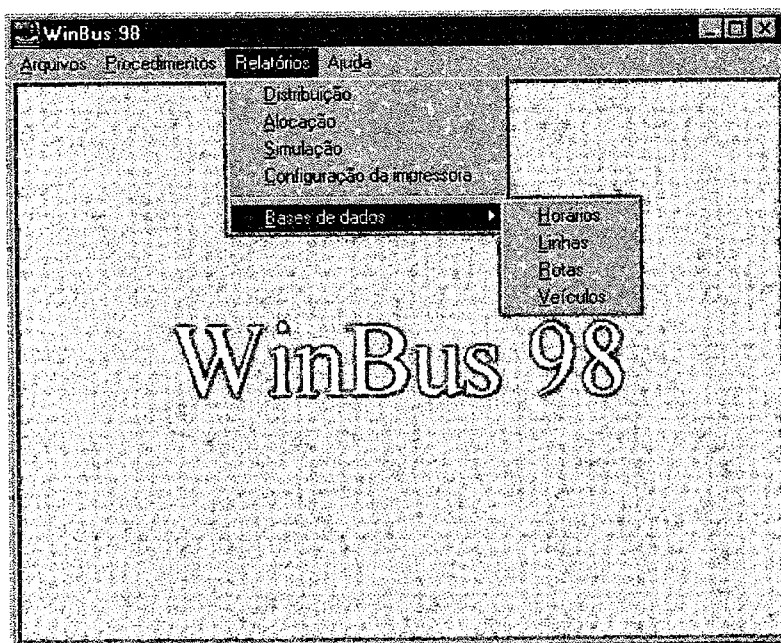 WinBus 98
Arquivos Procedimentos Relatórios Ajuda
Distribuição
Alocação
Simulação
Configuração da impressora
Bases de dados
Horários
Linhas
Rotas
Veículos
WinBus 98